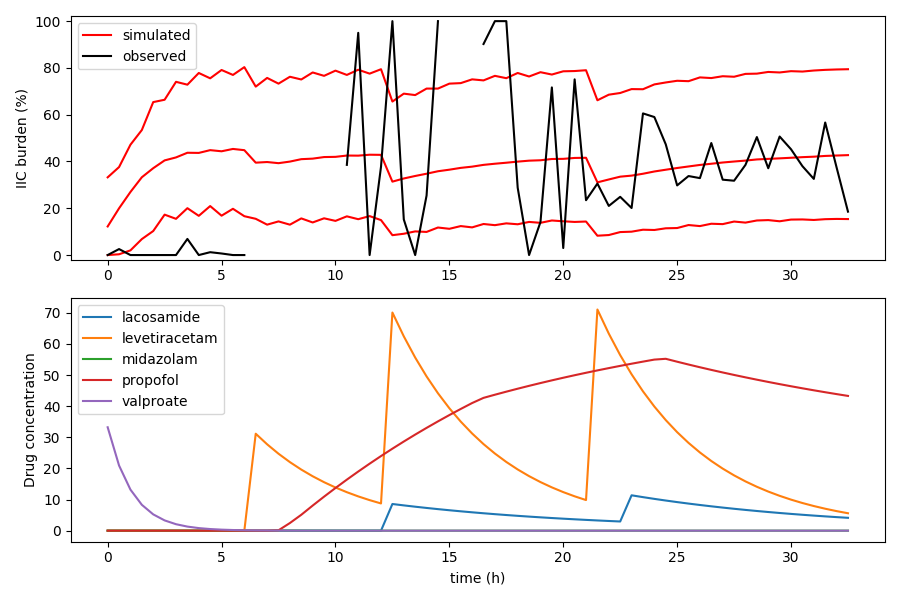 IIC burden (%)
100
80
60
40
20
0
simulated
observed
0 5 10 15 20 25 30
Drug concentration
70
60
50
40
30
20
10
0
lacosamide
levetiracetam
midazolam
propofol
valproate
0 5 10 15 20 25 30
time (h)